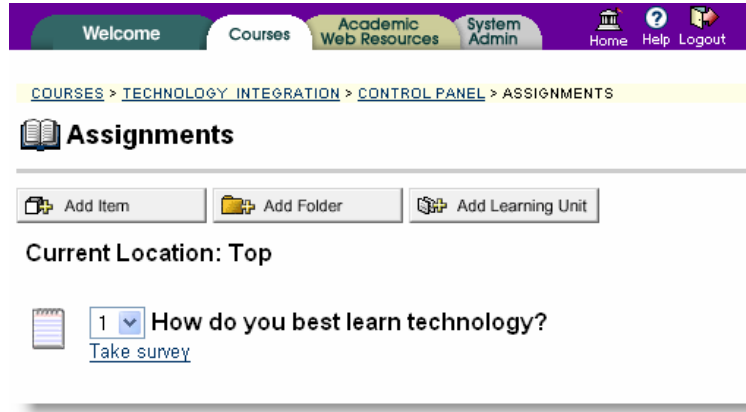 Welcome
Courses
Academic
Web Resources
System
Admin
Home Help Logout
COURSES > TECHNOLOGY INTEGRATION > CONTROL PANEL > ASSIGNMENTS
Assignments
Add Item
Add Folder
Add Learning Unit
Current Location: Top
1 How do you best learn technology?
Take survey